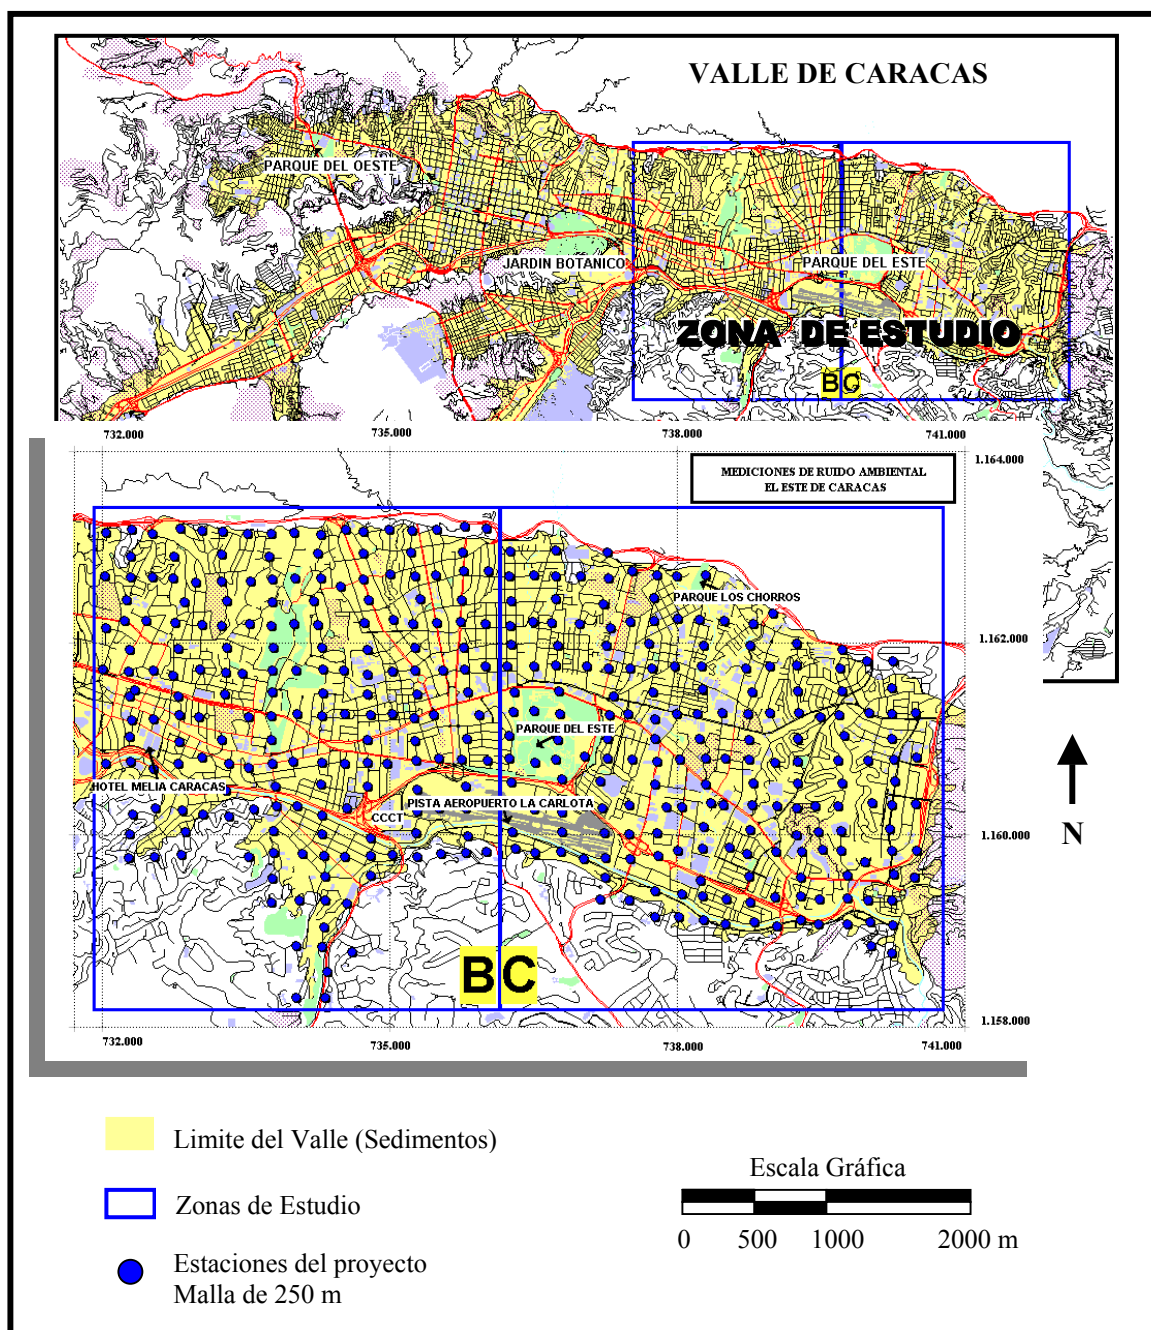 VALLE DE CARACAS
PARQUE DEL OESTE
JARDIN BOTANICO
PARQUE DEL ESTE
ZONA DE ESTUDIO
B C
732.000
735.000
738.000
741.000
1.164.000
MEDICIONES DE RUIDO AMBIENTAL
EL ESTE DE CARACAS
PARQUE LOS CHORROS
1.162.000
PARQUE DEL ESTE
HOTEL MELIA CARACAS
PISTA AEROPUERTO LA CARLOTA
CCCT
1.160.000
N
B C
1.158.000
732.000
735.000
738.000
741.000
Limite del Valle (Sedimentos)
Zonas de Estudio
Estaciones del proyecto
Malla de 250 m
Escala Gráfica
0 500 1000 2000 m